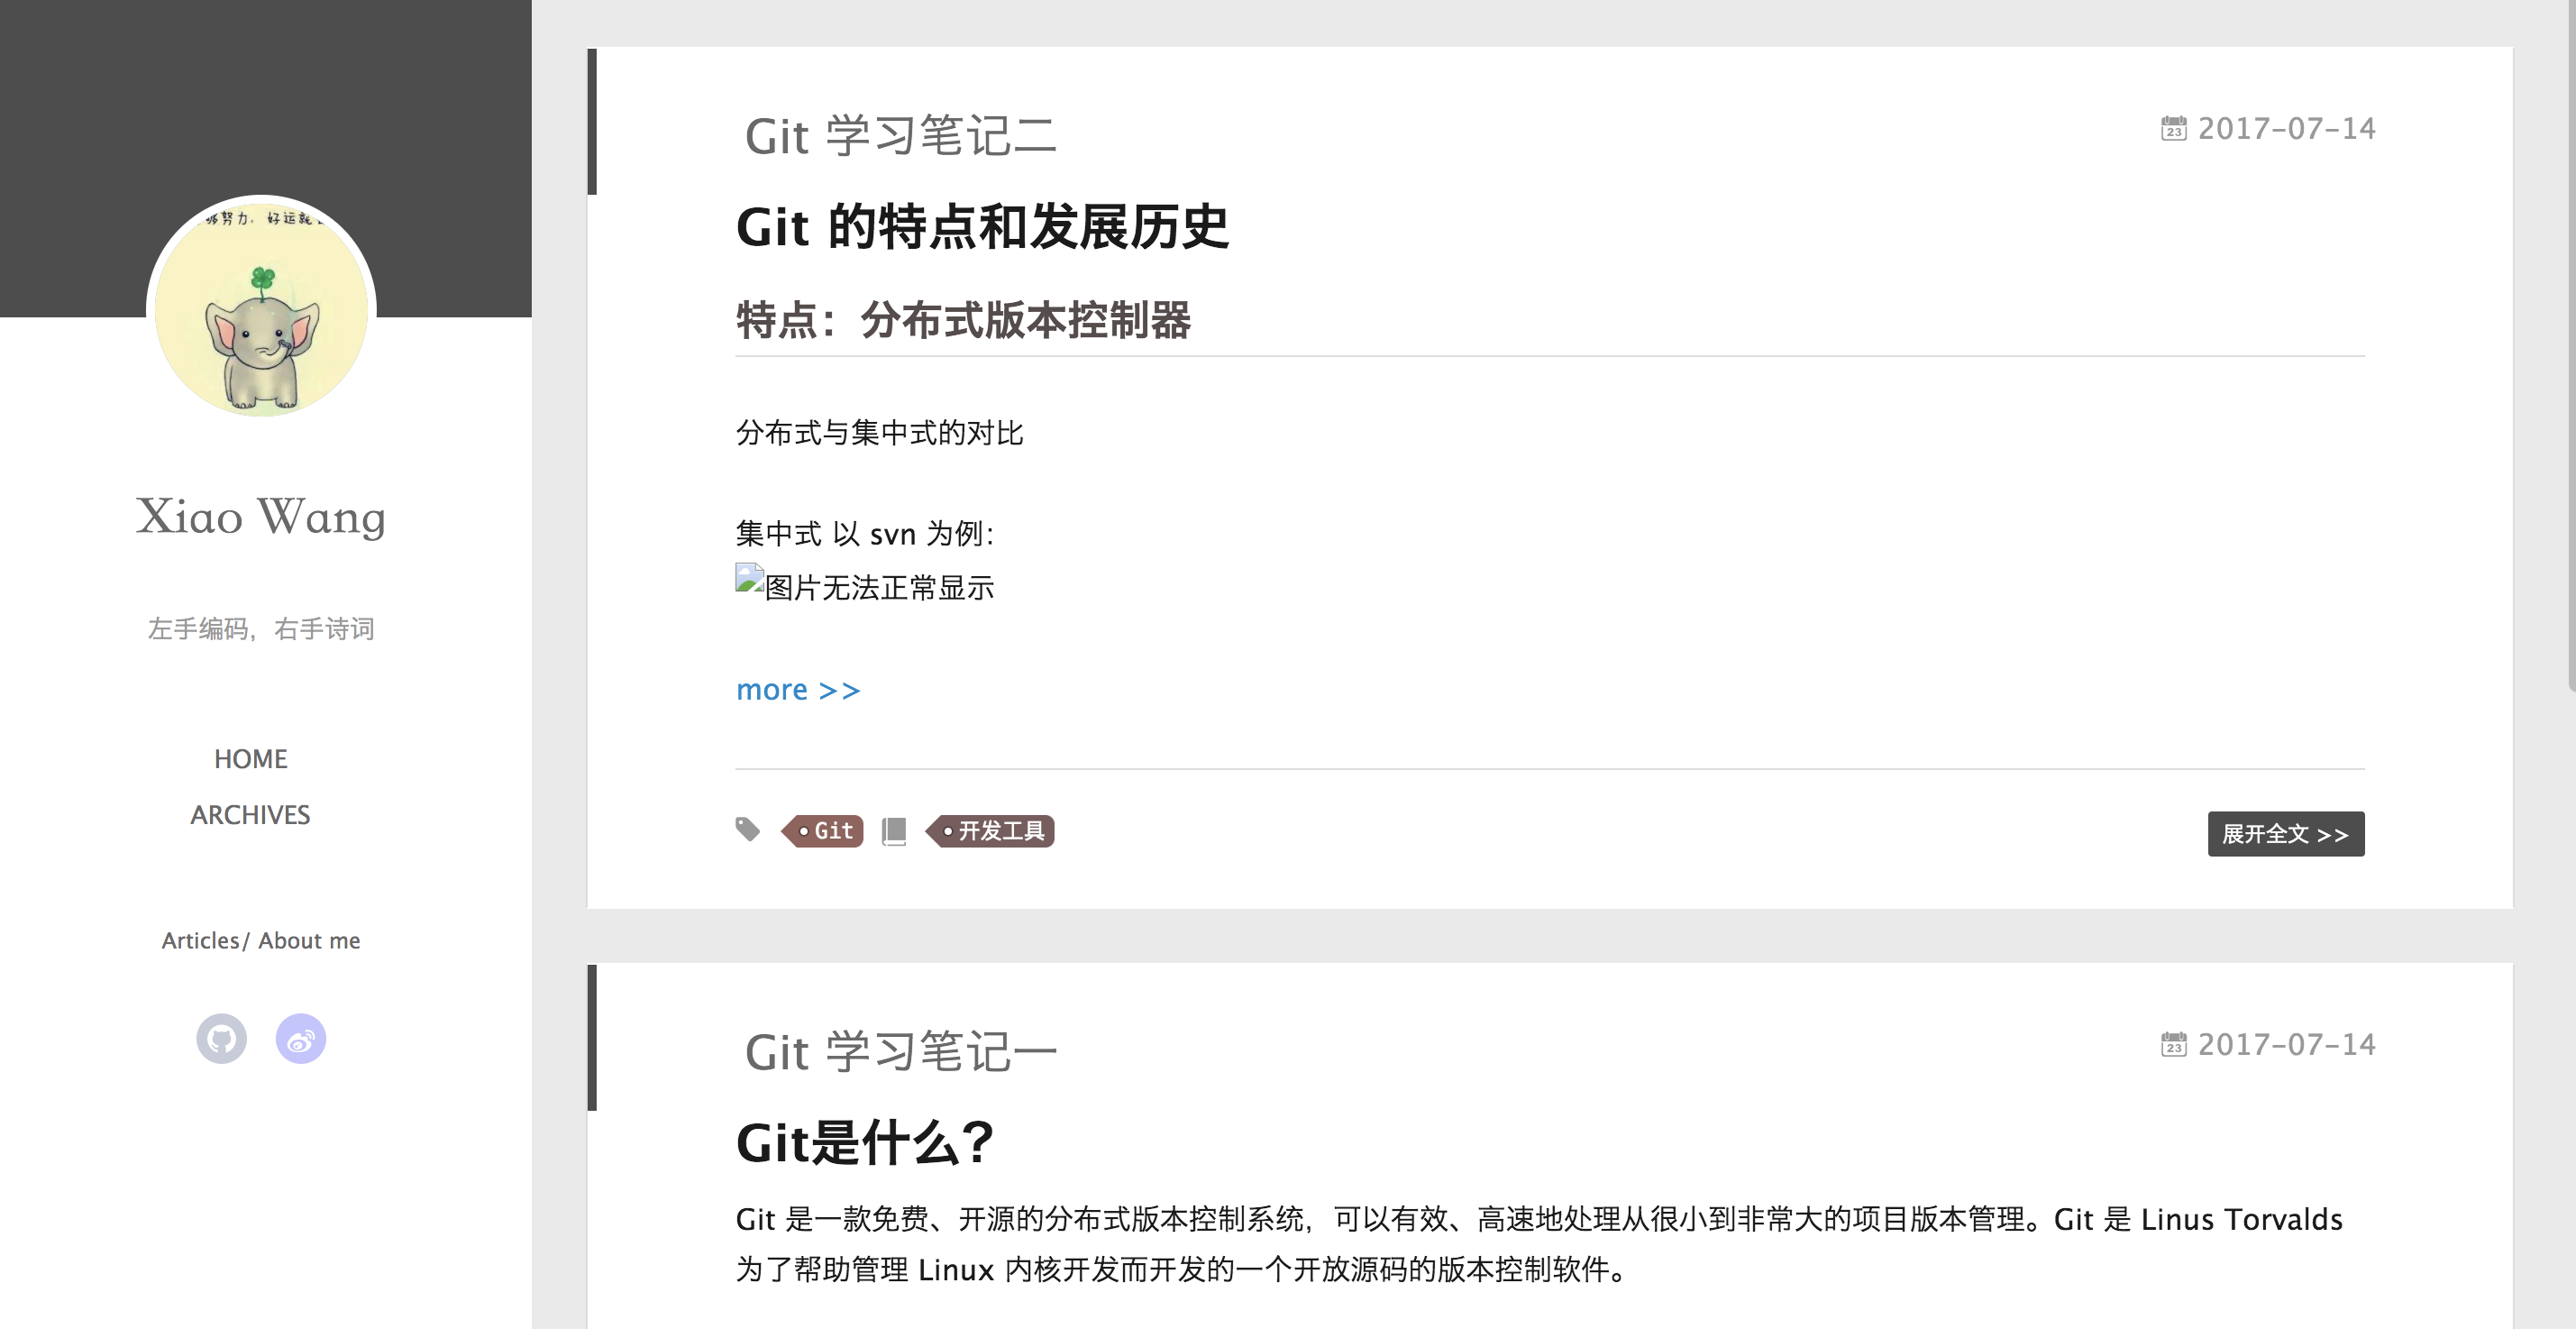 够努力，好运就
Xiao Wang
左手编码，右手诗词
HOME
ARCHIVES
Articles/ About me
Git 学习笔记二
23 2017-07-14
Git 的特点和发展历史
特点：分布式版本控制器
分布式与集中式的对比
集中式 以 svn 为例：
图片无法正常显示
more >>
Git 开发工具
展开全文 >>
Git 学习笔记一
23 2017-07-14
Git是什么？
Git 是一款免费、开源的分布式版本控制系统，可以有效、高速地处理从很小到非常大的项目版本管理。Git 是 Linus Torvalds
为了帮助管理 Linux 内核开发而开发的一个开放源码的版本控制软件。